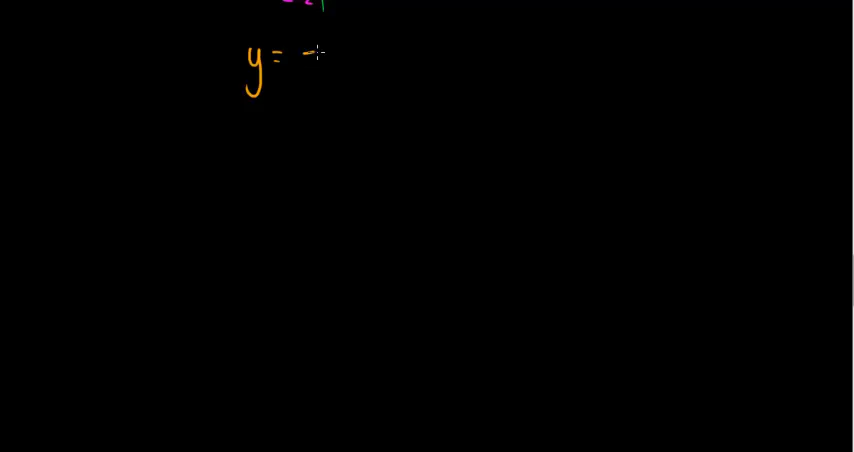 y = -